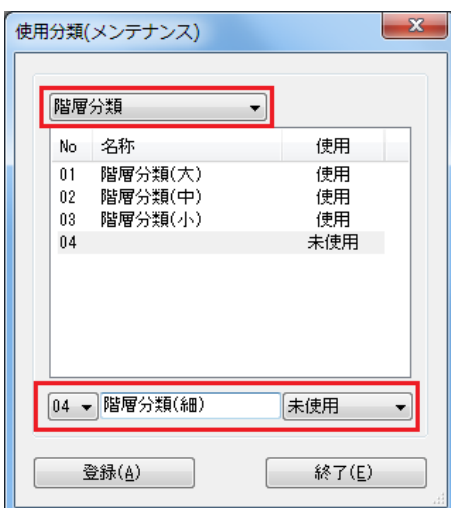 使用分類(メンテナンス)
階層分類
No 名称 使用
01 階層分類(大) 使用
02 階層分類(中) 使用
03 階層分類(小) 使用
04 未使用
04 階層分類(細) 未使用
登録(A) 終了(E)